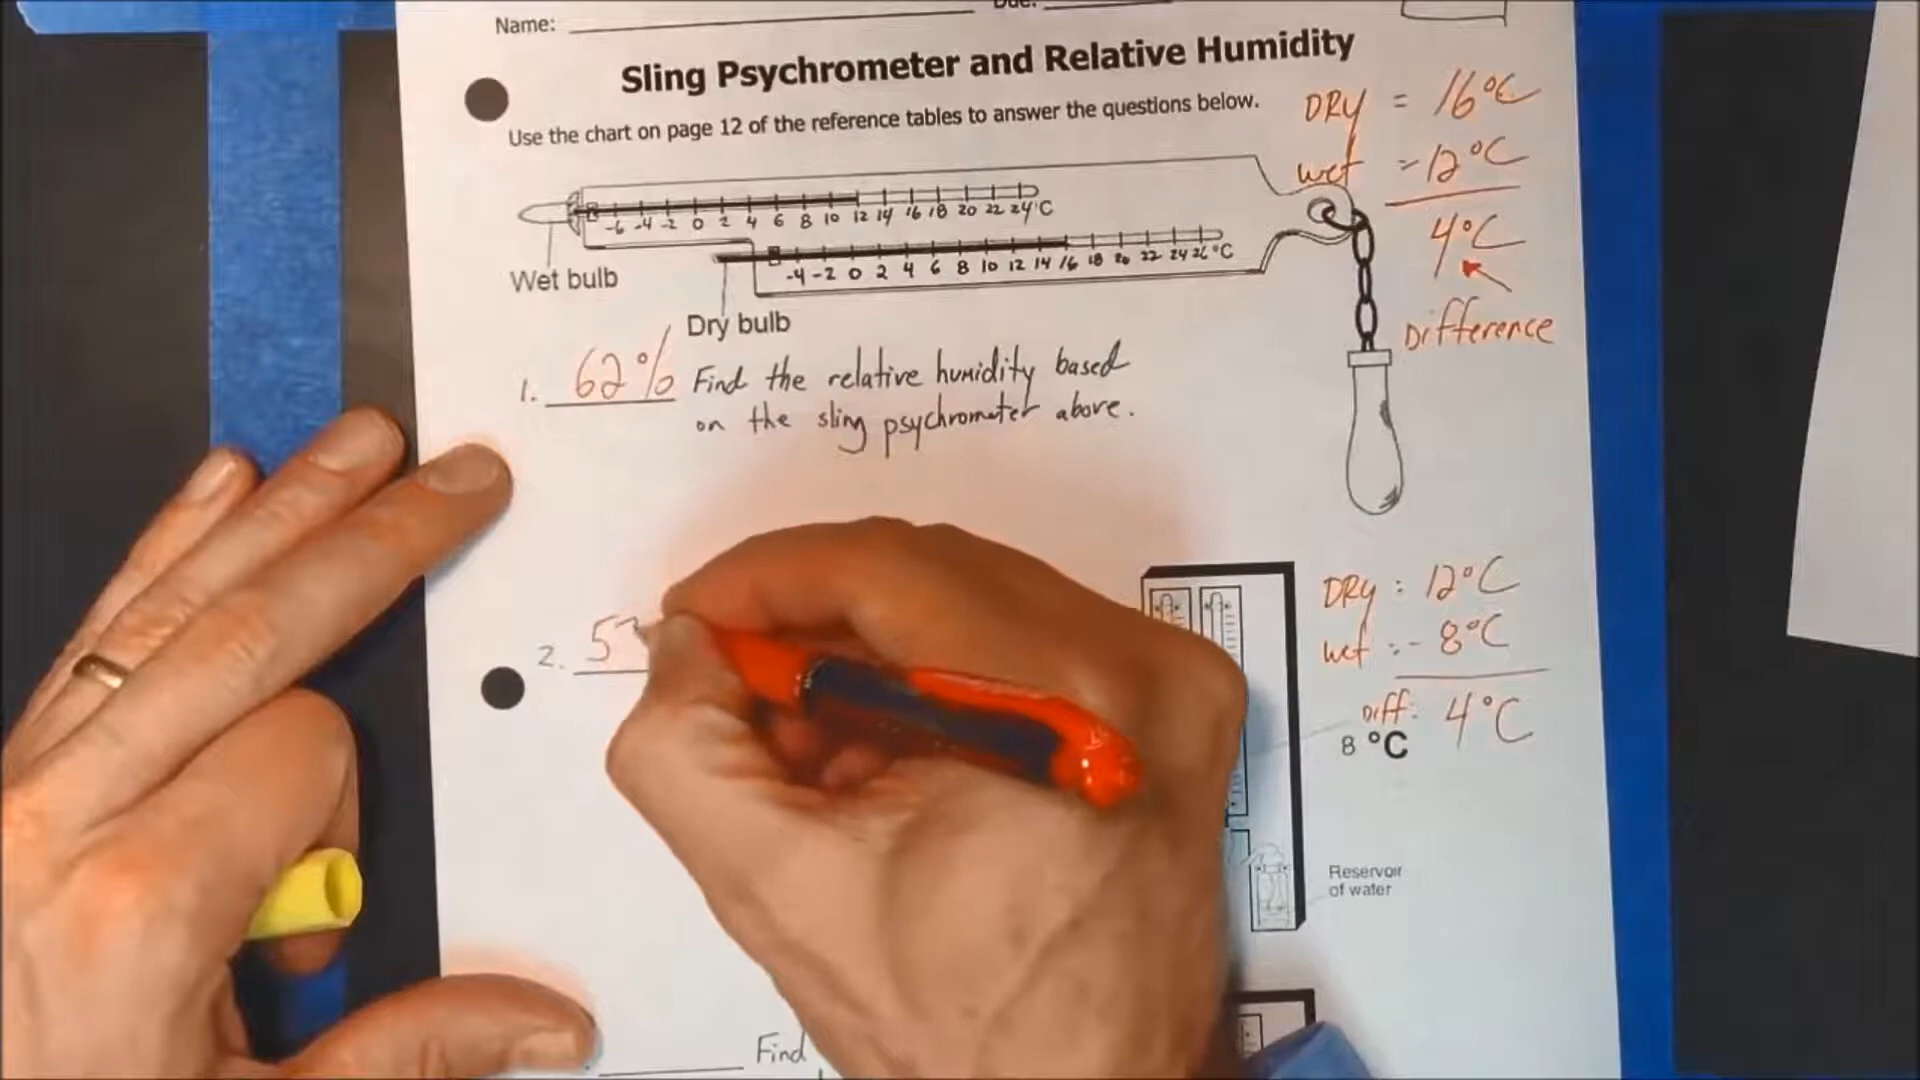 Name:
Due:
Sling Psychrometer and Relative Humidity
Use the chart on page 12 of the reference tables to answer the questions below.
DRY = 16°C
wet - 12°C
4°C
Difference
-6 -4 -2 0 2 4 6 8 10 12 14 16 18 20 22 24°C
-4 -2 0 2 4 6 8 10 12 14 16 18 20 22 24 26 °C
Wet bulb
Dry bulb
1. 62% Find the relative humidity based
on the sling psychrometer above.
DRY : 12°C
wet : - 8°C
Diff: 4°C
8 °C
2. 5
Reservoir
of water
Find